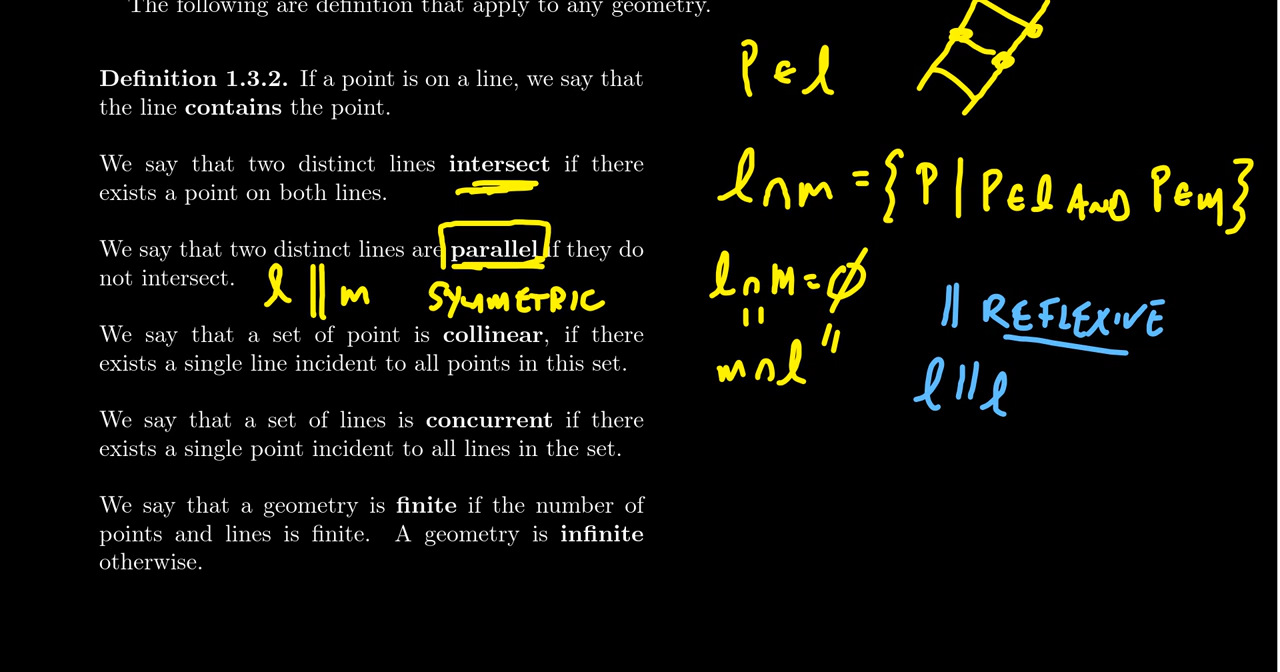 The following are definition that apply to any geometry.
Definition 1.3.2. If a point is on a line, we say that
the line contains the point.
We say that two distinct lines intersect if there
exists a point on both lines.
We say that two distinct lines are parallel if they do
not intersect.
l ∥ m SYMMETRIC
We say that a set of point is collinear, if there
exists a single line incident to all points in this set.
We say that a set of lines is concurrent if there
exists a single point incident to all lines in the set.
We say that a geometry is finite if the number of
points and lines is finite. A geometry is infinite
otherwise.
P ∈ l
l ∩ m = { P | P ∈ l AND P ∈ m }
l ∩ m = ∅
|| ||
m ∩ l
∥ REFLEXIVE
l ∥ l